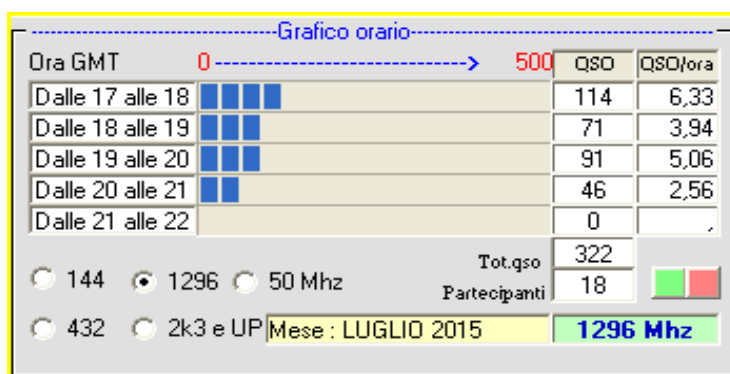 Grafico orario
Ora GMT 0 ----------------------------> 500 QSO QSO/ora
Dalle 17 alle 18 114 6,33
Dalle 18 alle 19 71 3,94
Dalle 19 alle 20 91 5,06
Dalle 20 alle 21 46 2,56
Dalle 21 alle 22 0 ,
Tot.qso 322
144 1296 50 Mhz Partecipanti 18
432 2k3 e UP Mese : LUGLIO 2015 1296 Mhz